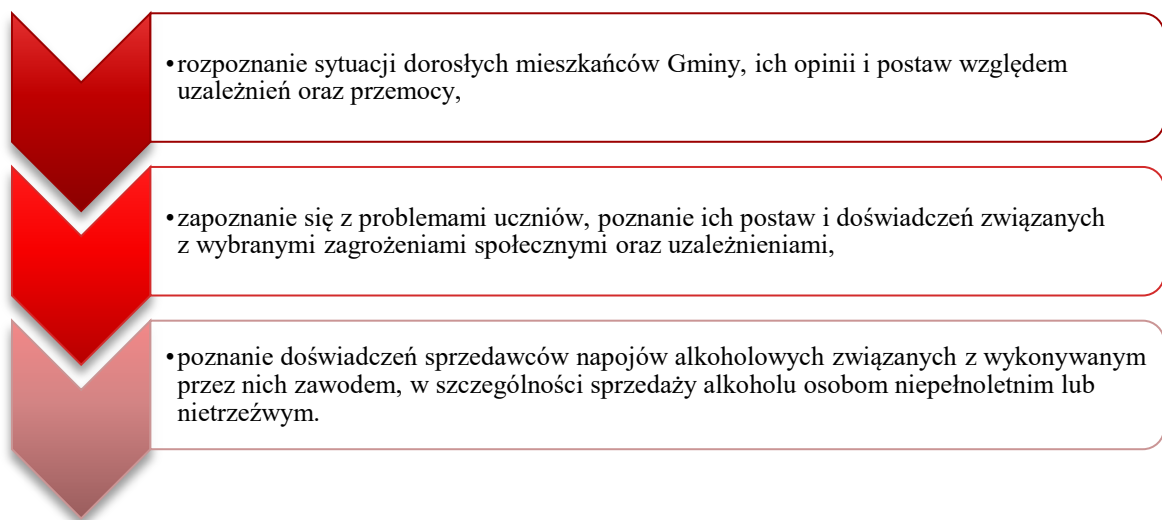 •rozpoznanie sytuacji dorosłych mieszkańców Gminy, ich opinii i postaw względem
uzależnień oraz przemocy,
•zapoznanie się z problemami uczniów, poznanie ich postaw i doświadczeń związanych
z wybranymi zagrożeniami społecznymi oraz uzależnieniami,
•poznanie doświadczeń sprzedawców napojów alkoholowych związanych z wykonywanym
przez nich zawodem, w szczególności sprzedaży alkoholu osobom niepełnoletnim lub
nietrzeźwym.